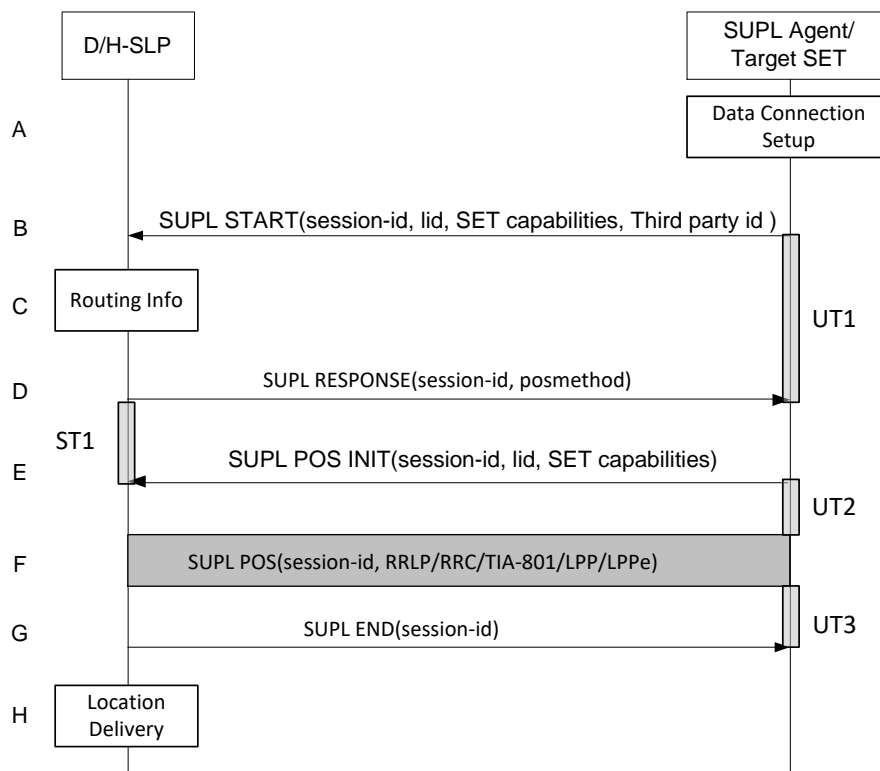 D/H-SLP
SUPL Agent/
Target SET
A
Data Connection
Setup
B
SUPL START(session-id, lid, SET capabilities, Third party id )
C
Routing Info
UT1
D
SUPL RESPONSE(session-id, posmethod)
ST1
E
SUPL POS INIT(session-id, lid, SET capabilities)
UT2
F
SUPL POS(session-id, RRLP/RRC/TIA-801/LPP/LPPe)
G
SUPL END(session-id)
UT3
H
Location
Delivery